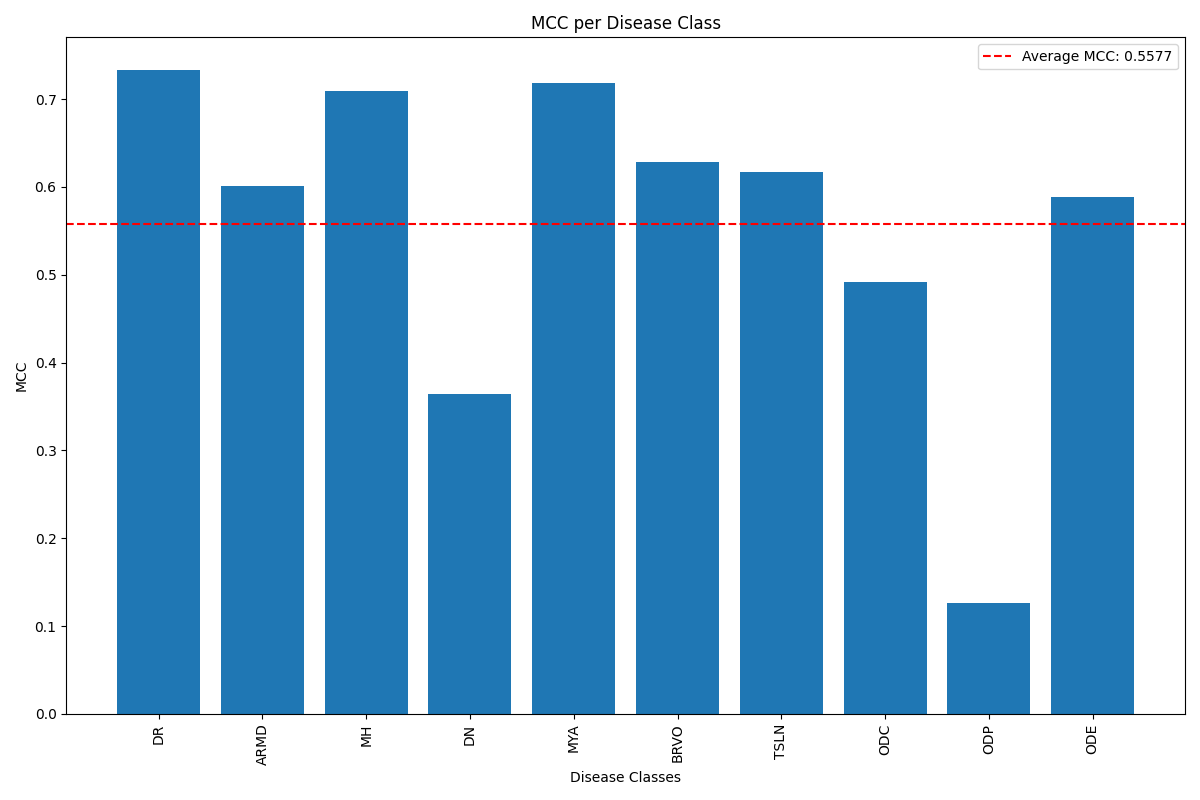 MCC per Disease Class
Average MCC: 0.5577
0.7
0.6
0.5
0.4
0.3
0.2
0.1
0.0
MCC
DR
ARMD
MH
DN
MYA
BRVO
TSLN
ODC
ODP
ODE
Disease Classes